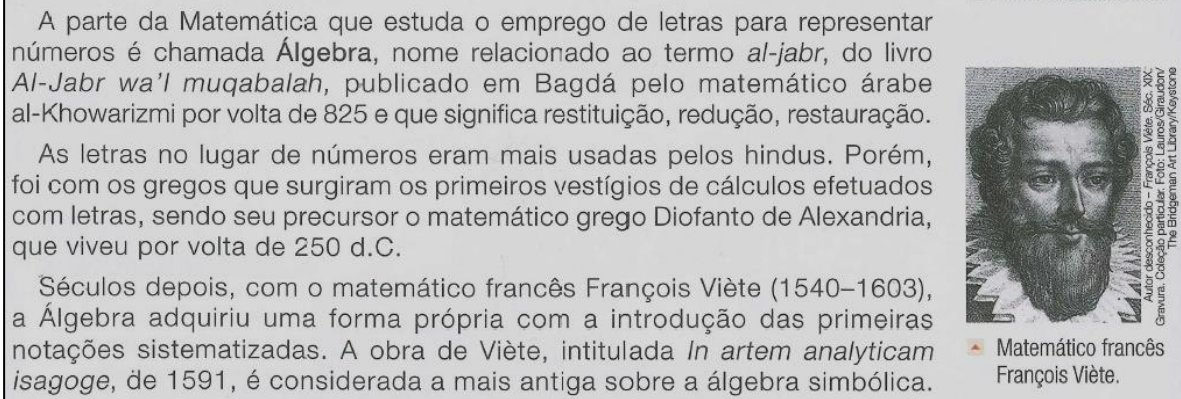 A parte da Matemática que estuda o emprego de letras para representar
números é chamada Álgebra, nome relacionado ao termo al-jabr, do livro
Al-Jabr wa'l muqabalah, publicado em Bagdá pelo matemático árabe
al-Khowarizmi por volta de 825 e que significa restituição, redução, restauração.
As letras no lugar de números eram mais usadas pelos hindus. Porém,
foi com os gregos que surgiram os primeiros vestígios de cálculos efetuados
com letras, sendo seu precursor o matemático grego Diofanto de Alexandria,
que viveu por volta de 250 d.C.
Séculos depois, com o matemático francês François Viète (1540–1603),
a Álgebra adquiriu uma forma própria com a introdução das primeiras
notações sistematizadas. A obra de Viète, intitulada In artem analyticam
isagoge, de 1591, é considerada a mais antiga sobre a álgebra simbólica.
Autor desconhecido – François Viète. Séc. XIX.
Gravura. Coleção particular. Foto: Lauros/Giraudon/
The Bridgeman Art Library/Keystone
Matemático francês
François Viète.